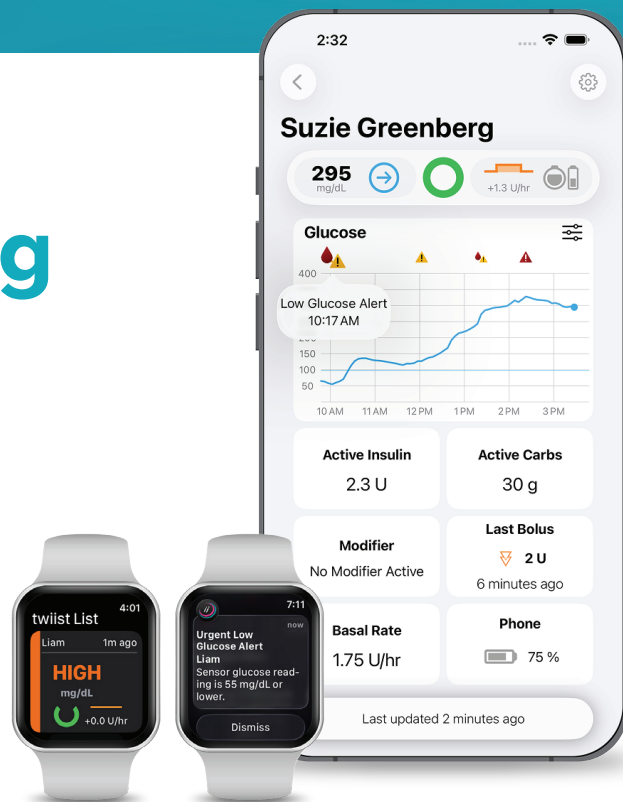 g
2:32
Suzie Greenberg
295
mg/dL
+1.3 U/hr
Glucose
400
Low Glucose Alert
10:17 AM
150
100
50
10 AM 11 AM 12 PM 1 PM 2 PM 3 PM
Active Insulin
2.3 U
Active Carbs
30 g
Modifier
No Modifier Active
Last Bolus
2 U
6 minutes ago
Basal Rate
1.75 U/hr
Phone
75 %
Last updated 2 minutes ago
4:01
twiist List
Liam 1m ago
HIGH
mg/dL
+0.0 U/hr
7:11
now
Urgent Low
Glucose Alert
Liam
Sensor glucose read-
ing is 55 mg/dL or
lower.
Dismiss